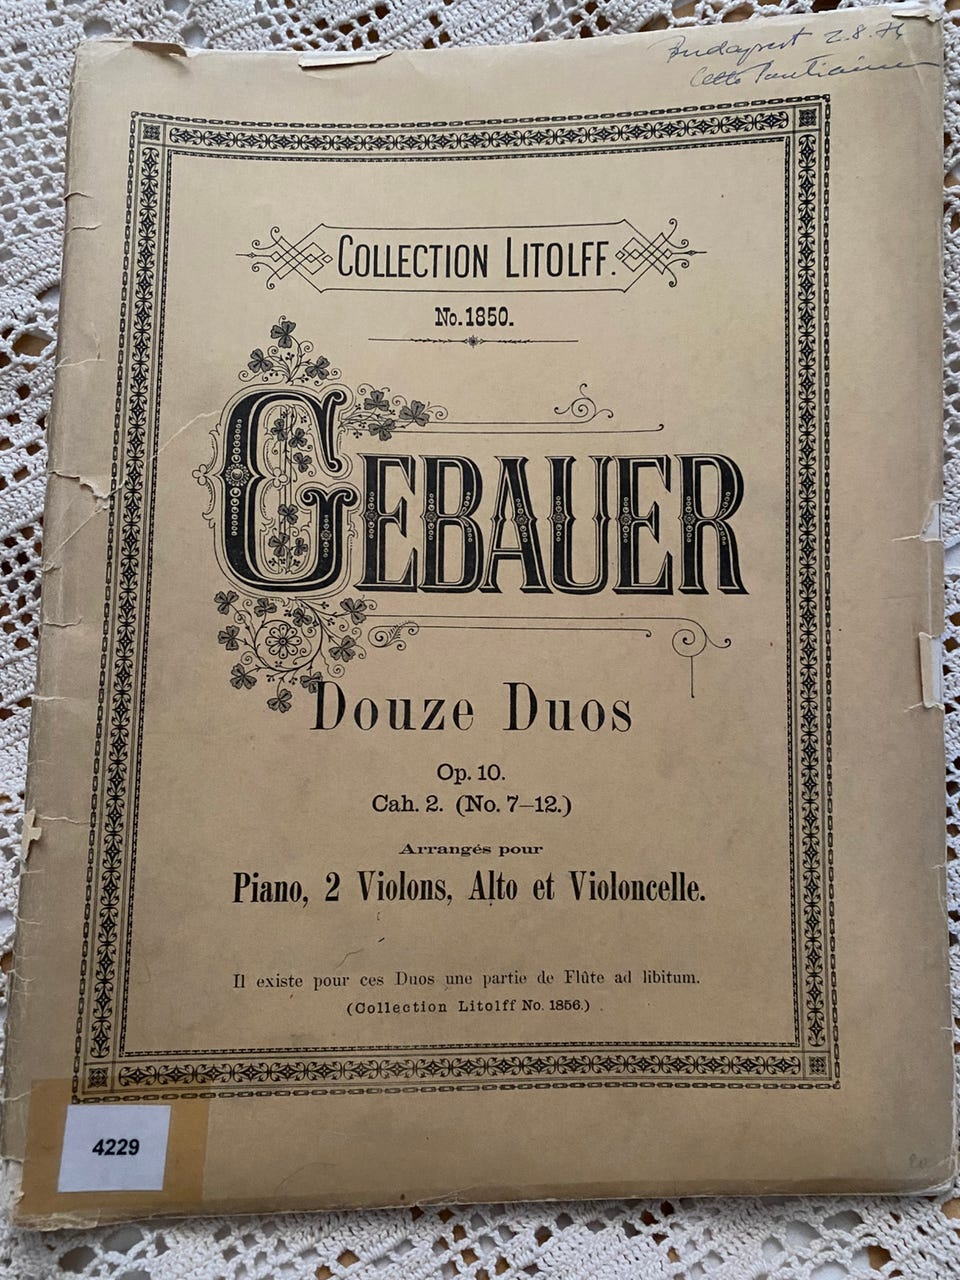 Budapest 2.8.74
COLLECTION LITOLFF.
No. 1850.
GEBAUER
Douze Duos
Op. 10.
Cah. 2. (No. 7–12.)
Arrangés pour
Piano, 2 Violons, Alto et Violoncelle.
Il existe pour ces Duos une partie de Flûte ad libitum.
(Collection Litolff No. 1856.)
4229